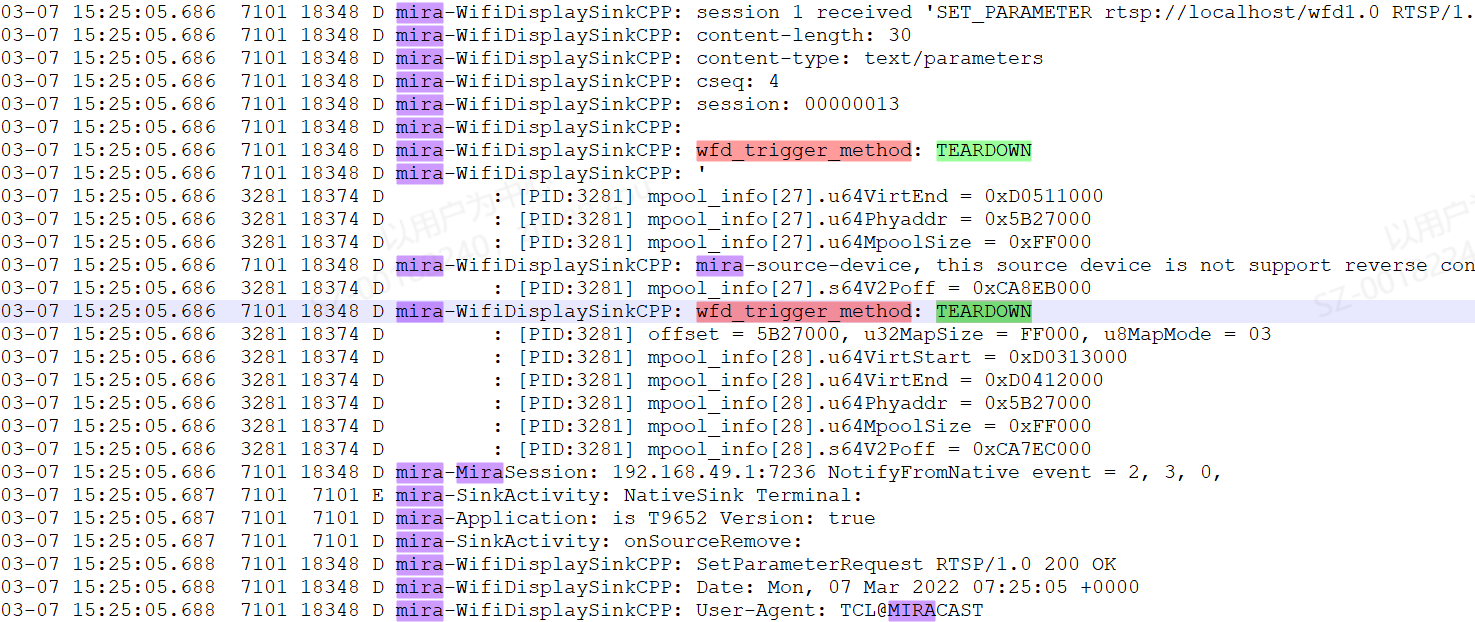 03-07 15:25:05.686  7101 18348 D mira-WifiDisplaySinkCPP: session 1 received 'SET_PARAMETER rtsp://localhost/wfd1.0 RTSP/1.
03-07 15:25:05.686  7101 18348 D mira-WifiDisplaySinkCPP: content-length: 30
03-07 15:25:05.686  7101 18348 D mira-WifiDisplaySinkCPP: content-type: text/parameters
03-07 15:25:05.686  7101 18348 D mira-WifiDisplaySinkCPP: cseq: 4
03-07 15:25:05.686  7101 18348 D mira-WifiDisplaySinkCPP: session: 00000013
03-07 15:25:05.686  7101 18348 D mira-WifiDisplaySinkCPP:
03-07 15:25:05.686  7101 18348 D mira-WifiDisplaySinkCPP: wfd_trigger_method: TEARDOWN
03-07 15:25:05.686  7101 18348 D mira-WifiDisplaySinkCPP: '
03-07 15:25:05.686  3281 18374 D         : [PID:3281] mpool_info[27].u64VirtEnd = 0xD0511000
03-07 15:25:05.686  3281 18374 D         : [PID:3281] mpool_info[27].u64Phyaddr = 0x5B27000
03-07 15:25:05.686  3281 18374 D         : [PID:3281] mpool_info[27].u64MpoolSize = 0xFF000
03-07 15:25:05.686  7101 18348 D mira-WifiDisplaySinkCPP: mira-source-device, this source device is not support reverse con
03-07 15:25:05.686  3281 18374 D         : [PID:3281] mpool_info[27].s64V2Poff = 0xCA8EB000
03-07 15:25:05.686  7101 18348 D mira-WifiDisplaySinkCPP: wfd_trigger_method: TEARDOWN
03-07 15:25:05.686  3281 18374 D         : [PID:3281] offset = 5B27000, u32MapSize = FF000, u8MapMode = 03
03-07 15:25:05.686  3281 18374 D         : [PID:3281] mpool_info[28].u64VirtStart = 0xD0313000
03-07 15:25:05.686  3281 18374 D         : [PID:3281] mpool_info[28].u64VirtEnd = 0xD0412000
03-07 15:25:05.686  3281 18374 D         : [PID:3281] mpool_info[28].u64Phyaddr = 0x5B27000
03-07 15:25:05.686  3281 18374 D         : [PID:3281] mpool_info[28].u64MpoolSize = 0xFF000
03-07 15:25:05.686  3281 18374 D         : [PID:3281] mpool_info[28].s64V2Poff = 0xCA7EC000
03-07 15:25:05.686  7101 18348 D mira-MiraSession: 192.168.49.1:7236 NotifyFromNative event = 2, 3, 0,
03-07 15:25:05.687  7101  7101 E mira-SinkActivity: NativeSink Terminal:
03-07 15:25:05.687  7101  7101 D mira-Application: is T9652 Version: true
03-07 15:25:05.687  7101  7101 D mira-SinkActivity: onSourceRemove:
03-07 15:25:05.688  7101 18348 D mira-WifiDisplaySinkCPP: SetParameterRequest RTSP/1.0 200 OK
03-07 15:25:05.688  7101 18348 D mira-WifiDisplaySinkCPP: Date: Mon, 07 Mar 2022 07:25:05 +0000
03-07 15:25:05.688  7101 18348 D mira-WifiDisplaySinkCPP: User-Agent: TCL@MIRACAST